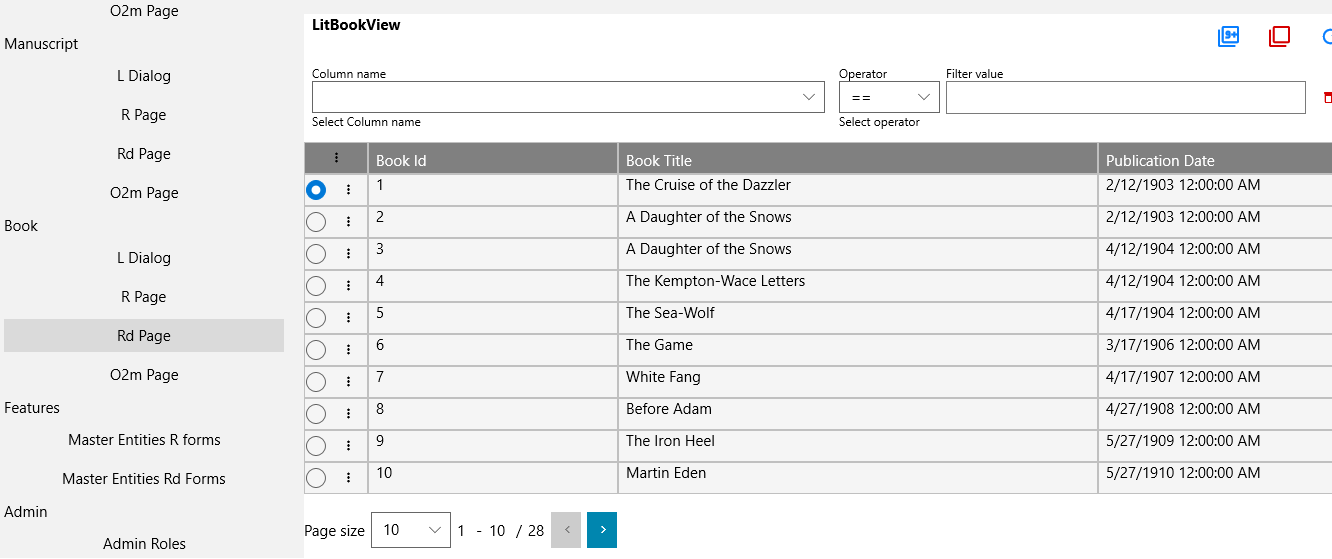 O2m Page
Manuscript
L Dialog
R Page
Rd Page
O2m Page
Book
L Dialog
R Page
Rd Page
O2m Page
Features
Master Entities R forms
Master Entities Rd Forms
Admin
Admin Roles
LitBookView
9+
Column name Operator Filter value
==
Select Column name Select operator
Book Id Book Title Publication Date
1 The Cruise of the Dazzler 2/12/1903 12:00:00 AM
2 A Daughter of the Snows 2/12/1903 12:00:00 AM
3 A Daughter of the Snows 4/12/1904 12:00:00 AM
4 The Kempton-Wace Letters 4/12/1904 12:00:00 AM
5 The Sea-Wolf 4/17/1904 12:00:00 AM
6 The Game 3/17/1906 12:00:00 AM
7 White Fang 4/17/1907 12:00:00 AM
8 Before Adam 4/27/1908 12:00:00 AM
9 The Iron Heel 5/27/1909 12:00:00 AM
10 Martin Eden 5/27/1910 12:00:00 AM
Page size 10 1 - 10 / 28 < >